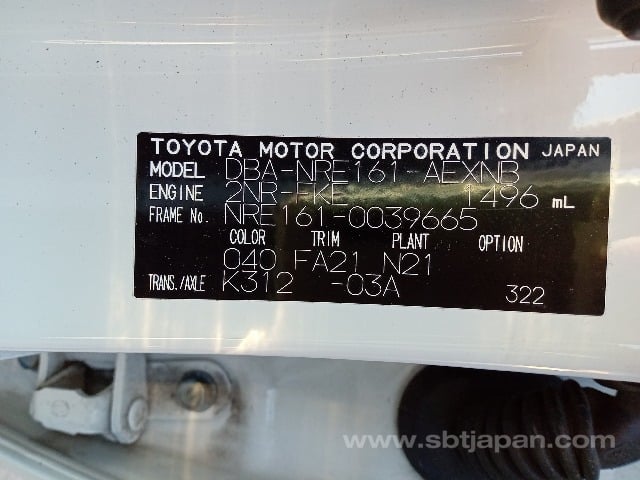 TOYOTA MOTOR CORPORATION JAPAN
MODEL DBA-NRE161-AEXNB
ENGINE 2NR-FKE 1496 mL
FRAME No. NRE161-0039665
COLOR TRIM PLANT OPTION
040 FA21 N21
TRANS./AXLE K312 -03A 322
www.sbtjapan.com